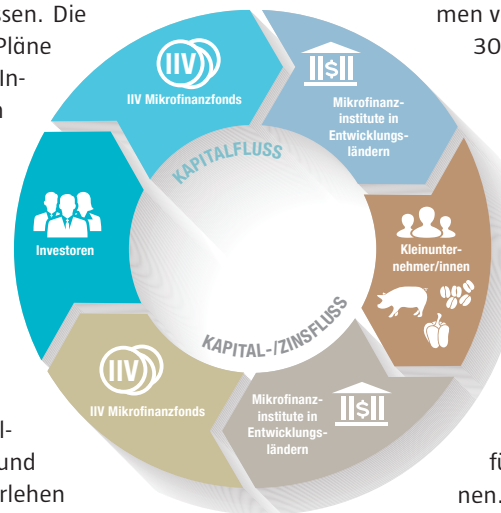 ssen. Die
Pläne
In-
men v
30
IIV
IIV Mikrofinanzfonds
Mikrofinanz-
institute in
Entwicklungs-
ländern
KAPITALFLUSS
Investoren
Kleinunter-
nehmer/innen
KAPITAL-/ZINSFLUSS
IIV
IIV Mikrofinanzfonds
Mikrofinanz-
institute in
Entwicklungs-
ländern
l-
und
rlehen
fü
nen.